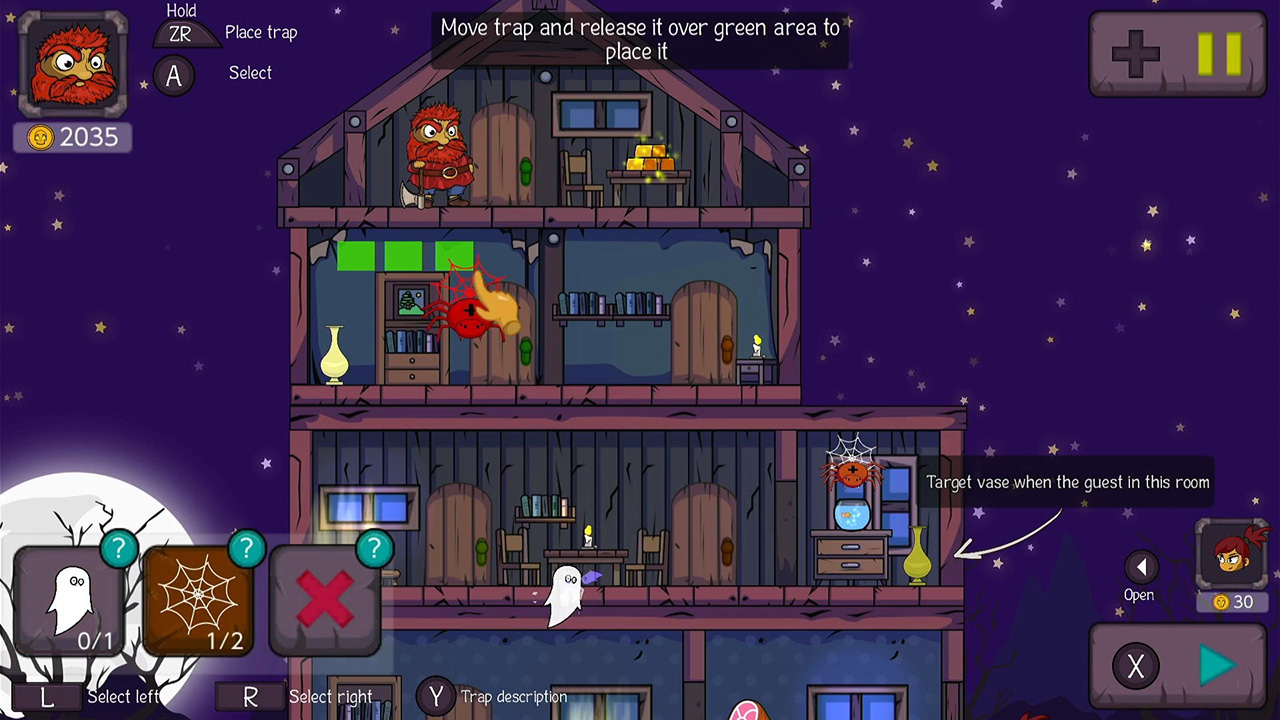 Hold
ZR
Place trap
A
Select
2035
Move trap and release it over green area to
place it
Target vase when the guest in this room
Open
30
X
?
?
?
0/1
1/2
L
Select left
R
Select right
Y
Trap description